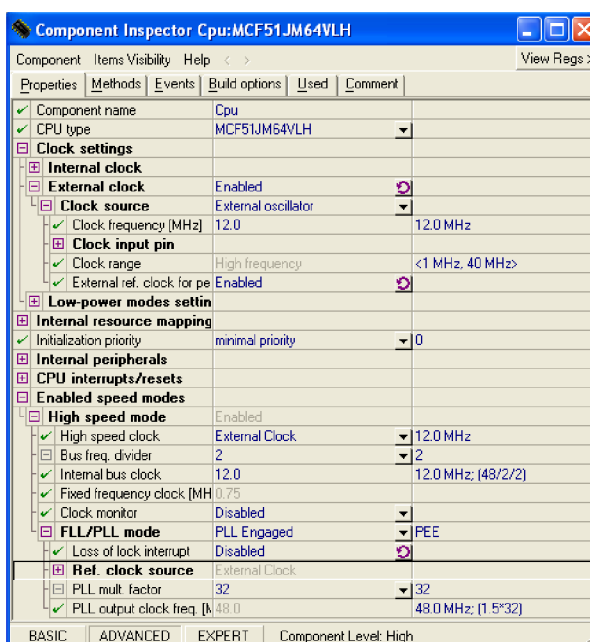 Component Inspector Cpu:MCF51JM64VLH
Component Items Visibility Help < > View Regs >
Properties Methods Events Build options Used Comment
Component name Cpu
CPU type MCF51JM64VLH
Clock settings
Internal clock
External clock Enabled
Clock source External oscillator
Clock frequency [MHz] 12.0 12.0 MHz
Clock input pin
Clock range High frequency <1 MHz, 40 MHz>
External ref. clock for pe Enabled
Low-power modes settin
Internal resource mapping
Initialization priority minimal priority 0
Internal peripherals
CPU interrupts/resets
Enabled speed modes
High speed mode Enabled
High speed clock External Clock 12.0 MHz
Bus freq. divider 2 2
Internal bus clock 12.0 12.0 MHz; (48/2/2)
Fixed frequency clock [MH 0.75
Clock monitor Disabled
FLL/PLL mode PLL Engaged PEE
Loss of lock interrupt Disabled
Ref. clock source External Clock
PLL mult. factor 32 32
PLL output clock freq. [M 48.0 48.0 MHz; (1.5*32)
BASIC ADVANCED EXPERT Component Level: High